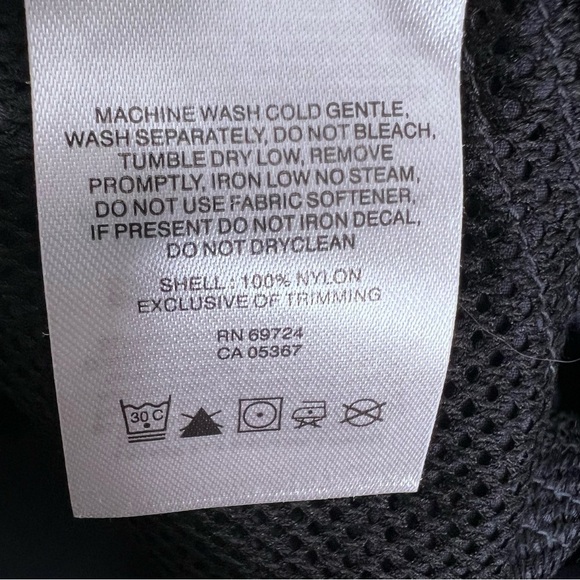 MACHINE WASH COLD GENTLE,
WASH SEPARATELY, DO NOT BLEACH,
TUMBLE DRY LOW, REMOVE
PROMPTLY, IRON LOW NO STEAM,
DO NOT USE FABRIC SOFTENER,
IF PRESENT DO NOT IRON DECAL,
DO NOT DRYCLEAN
SHELL : 100% NYLON
EXCLUSIVE OF TRIMMING
RN 69724
CA 05367
30 C